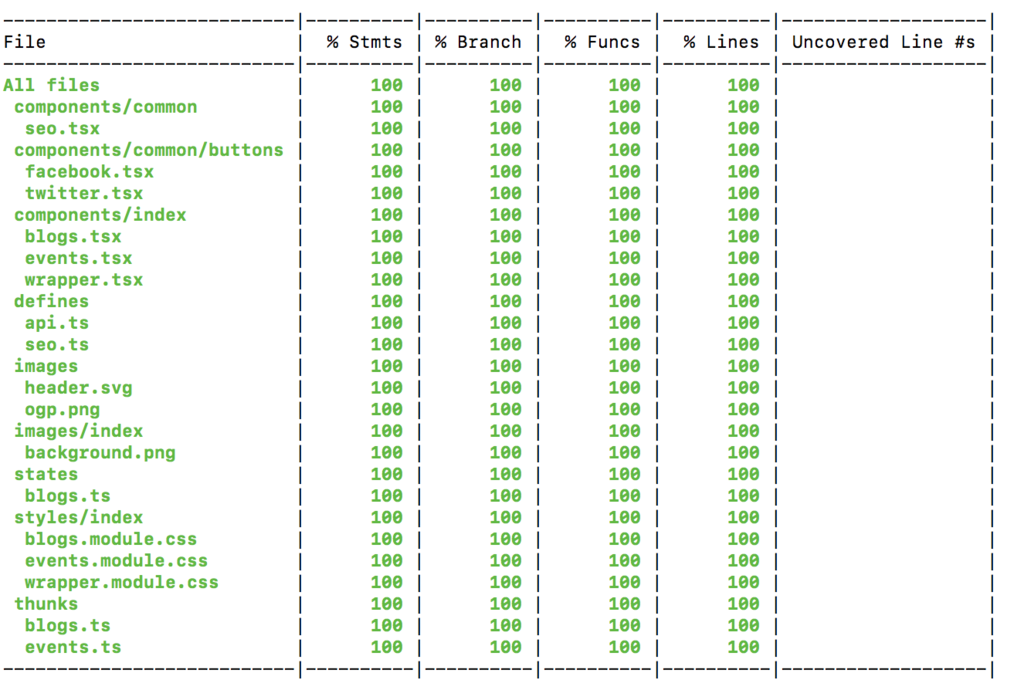 ---------------------------|----------|----------|----------|----------|-------------------|
File                       |  % Stmts | % Branch |  % Funcs |  % Lines | Uncovered Line #s |
---------------------------|----------|----------|----------|----------|-------------------|
All files                  |      100 |      100 |      100 |      100 |                   |
 components/common         |      100 |      100 |      100 |      100 |                   |
  seo.tsx                  |      100 |      100 |      100 |      100 |                   |
 components/common/buttons |      100 |      100 |      100 |      100 |                   |
  facebook.tsx             |      100 |      100 |      100 |      100 |                   |
  twitter.tsx              |      100 |      100 |      100 |      100 |                   |
 components/index          |      100 |      100 |      100 |      100 |                   |
  blogs.tsx                |      100 |      100 |      100 |      100 |                   |
  events.tsx               |      100 |      100 |      100 |      100 |                   |
  wrapper.tsx              |      100 |      100 |      100 |      100 |                   |
 defines                   |      100 |      100 |      100 |      100 |                   |
  api.ts                   |      100 |      100 |      100 |      100 |                   |
  seo.ts                   |      100 |      100 |      100 |      100 |                   |
 images                    |      100 |      100 |      100 |      100 |                   |
  header.svg               |      100 |      100 |      100 |      100 |                   |
  ogp.png                  |      100 |      100 |      100 |      100 |                   |
 images/index              |      100 |      100 |      100 |      100 |                   |
  background.png           |      100 |      100 |      100 |      100 |                   |
 states                    |      100 |      100 |      100 |      100 |                   |
  blogs.ts                 |      100 |      100 |      100 |      100 |                   |
 styles/index              |      100 |      100 |      100 |      100 |                   |
  blogs.module.css         |      100 |      100 |      100 |      100 |                   |
  events.module.css        |      100 |      100 |      100 |      100 |                   |
  wrapper.module.css       |      100 |      100 |      100 |      100 |                   |
 thunks                    |      100 |      100 |      100 |      100 |                   |
  blogs.ts                 |      100 |      100 |      100 |      100 |                   |
  events.ts                |      100 |      100 |      100 |      100 |                   |
---------------------------|----------|----------|----------|----------|-------------------|